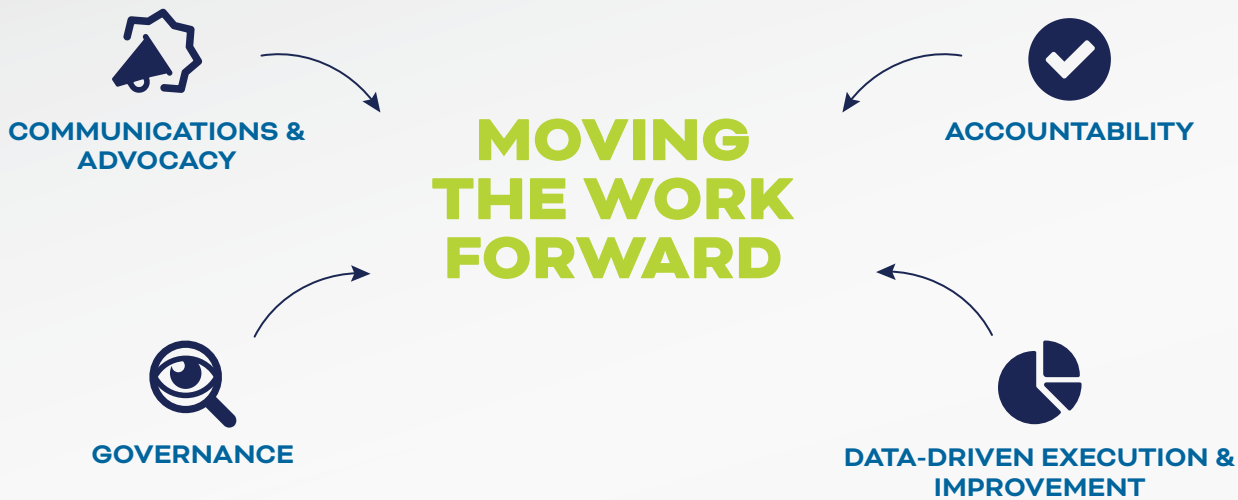 COMMUNICATIONS &
ADVOCACY
MOVING
THE WORK
FORWARD
ACCOUNTABILITY
GOVERNANCE
DATA-DRIVEN EXECUTION &
IMPROVEMENT